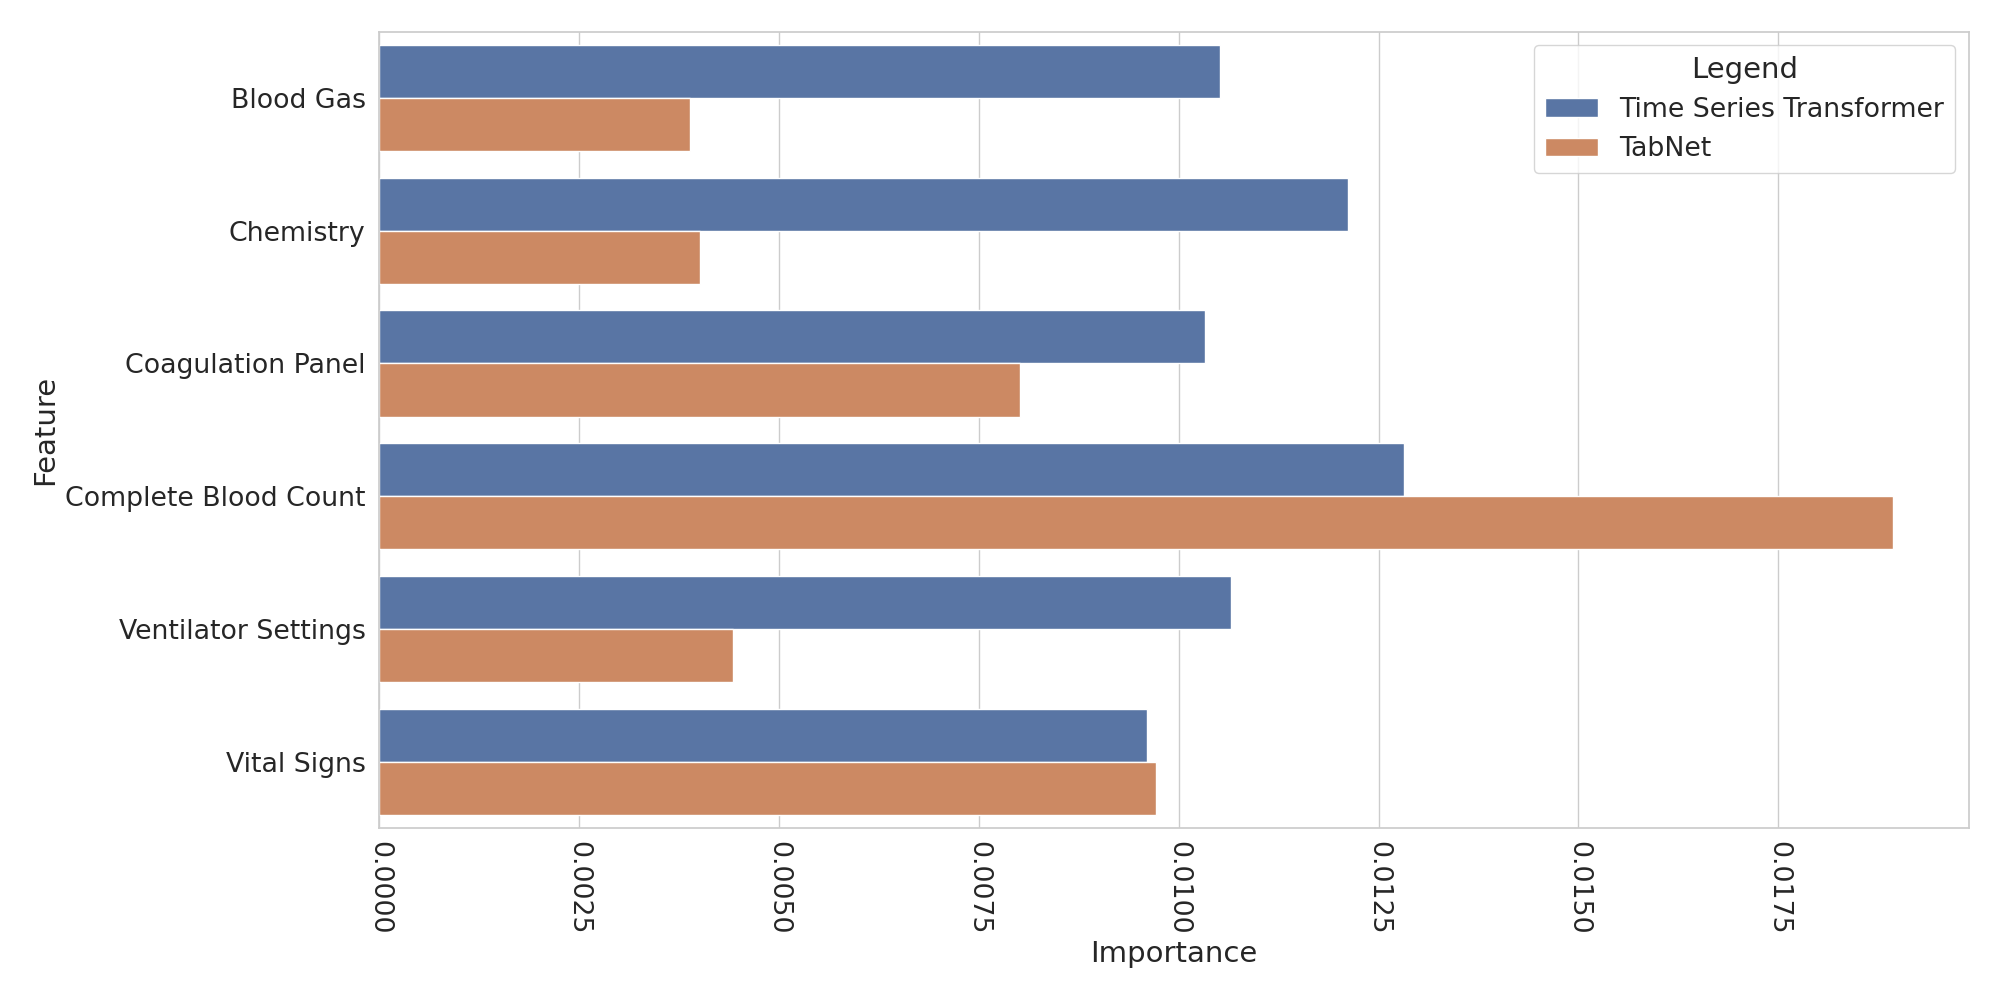 Legend
Time Series Transformer
TabNet
Feature
Blood Gas
Chemistry
Coagulation Panel
Complete Blood Count
Ventilator Settings
Vital Signs
0.0000
0.0025
0.0050
0.0075
0.0100
0.0125
0.0150
0.0175
Importance